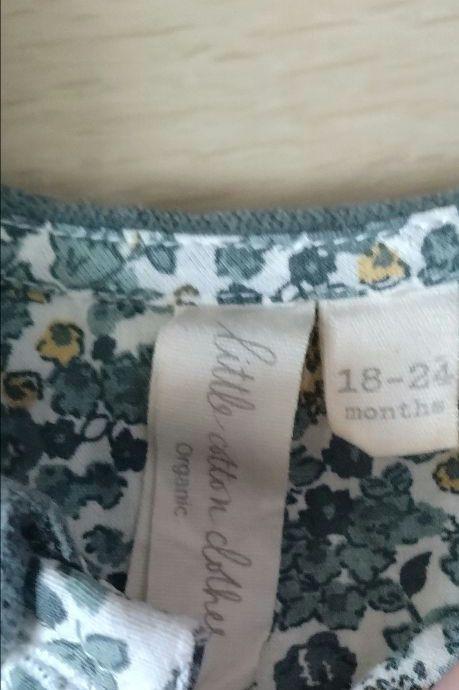 little cotton clothes
Organic
18-24
months